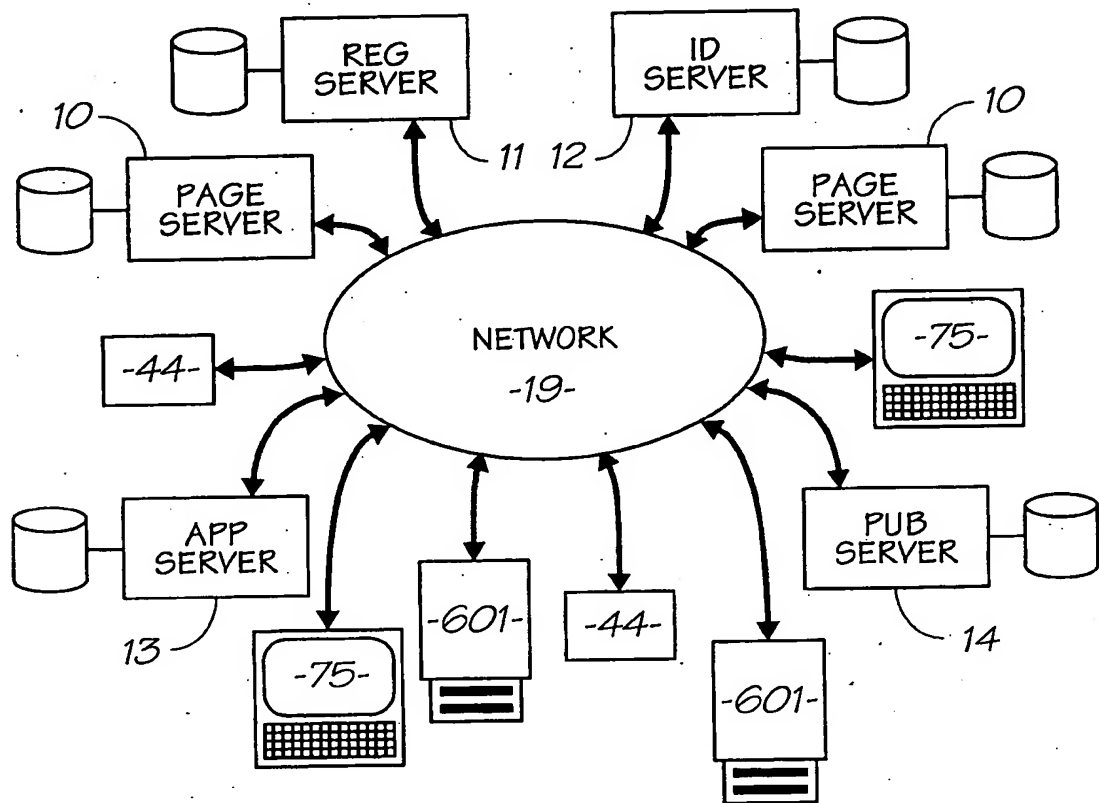 REG
SERVER
ID
SERVER
10
11
12
10
PAGE
SERVER
PAGE
SERVER
NETWORK
-19-
-75-
-44-
APP
SERVER
PUB
SERVER
-601-
-44-
13
-75-
-601-
14